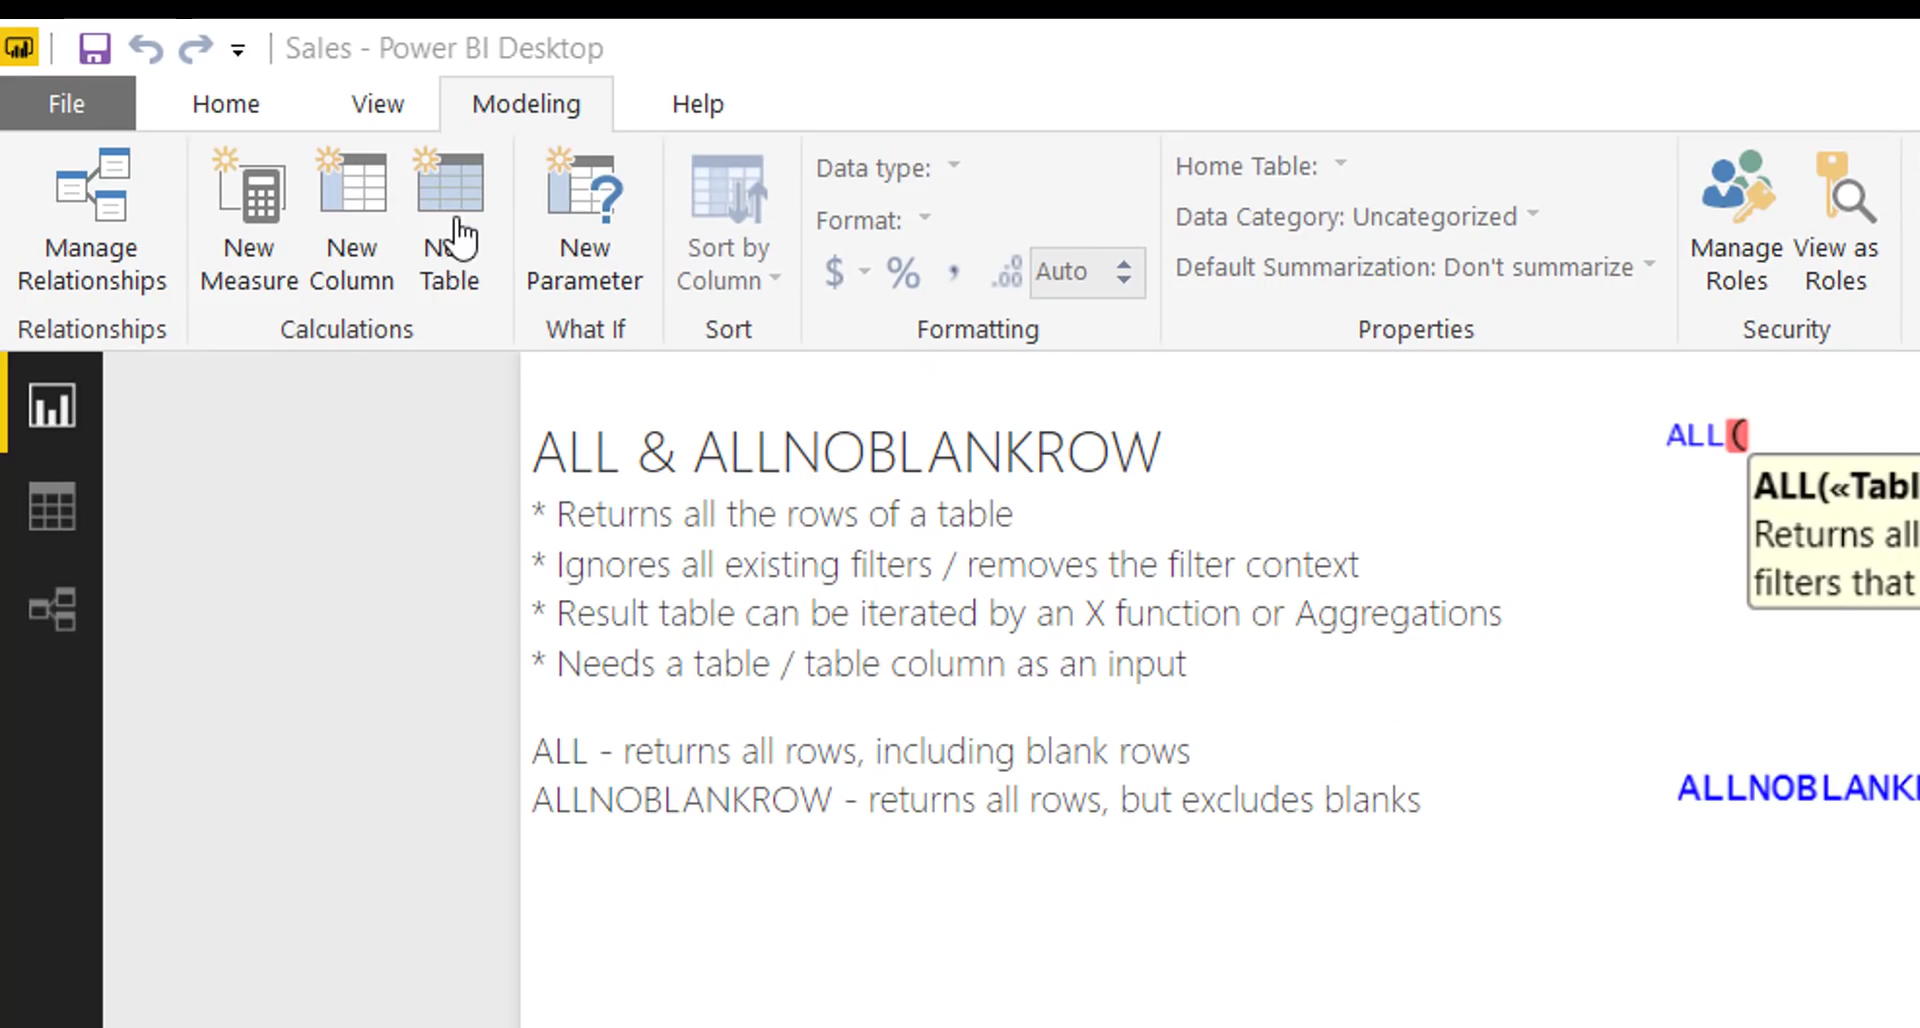 Sales - Power BI Desktop
File Home View Modeling Help
Manage Relationships
New Measure
New Column
Table
New Parameter
Sort by Column
Data type:
Format:
$ % , .00 Auto
Home Table:
Data Category: Uncategorized
Default Summarization: Don't summarize
Manage Roles
View as Roles
Relationships Calculations What If Sort Formatting Properties Security
ALL & ALLNOBLANKROW
* Returns all the rows of a table
* Ignores all existing filters / removes the filter context
* Result table can be iterated by an X function or Aggregations
* Needs a table / table column as an input
ALL - returns all rows, including blank rows
ALLNOBLANKROW - returns all rows, but excludes blanks
ALL(
ALL(«Tabl
Returns all
filters that
ALLNOBLANK